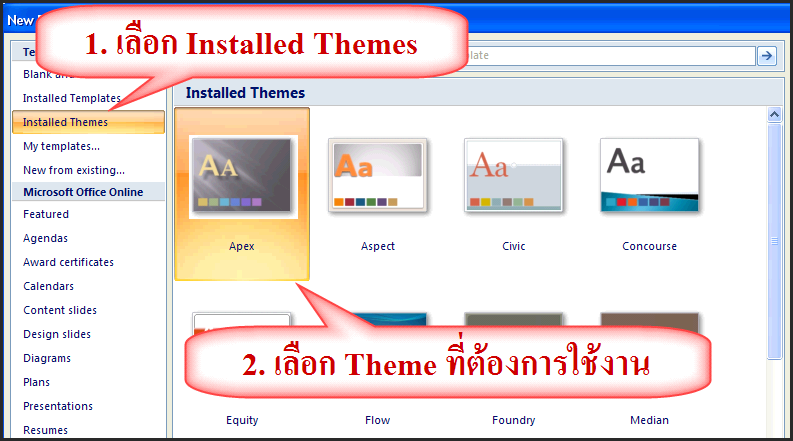 New
1. เลือก Installed Themes
Te
late
Blank and
Installed Templates
Installed Themes
My templates...
New from existing...
Microsoft Office Online
Featured
Agendas
Award certificates
Calendars
Content slides
Design slides
Diagrams
Plans
Presentations
Resumes
Installed Themes
Aa
Aa
Aa
Aa
Apex
Aspect
Civic
Concourse
2. เลือก Theme ที่ต้องการใช้งาน
Equity
Flow
Foundry
Median